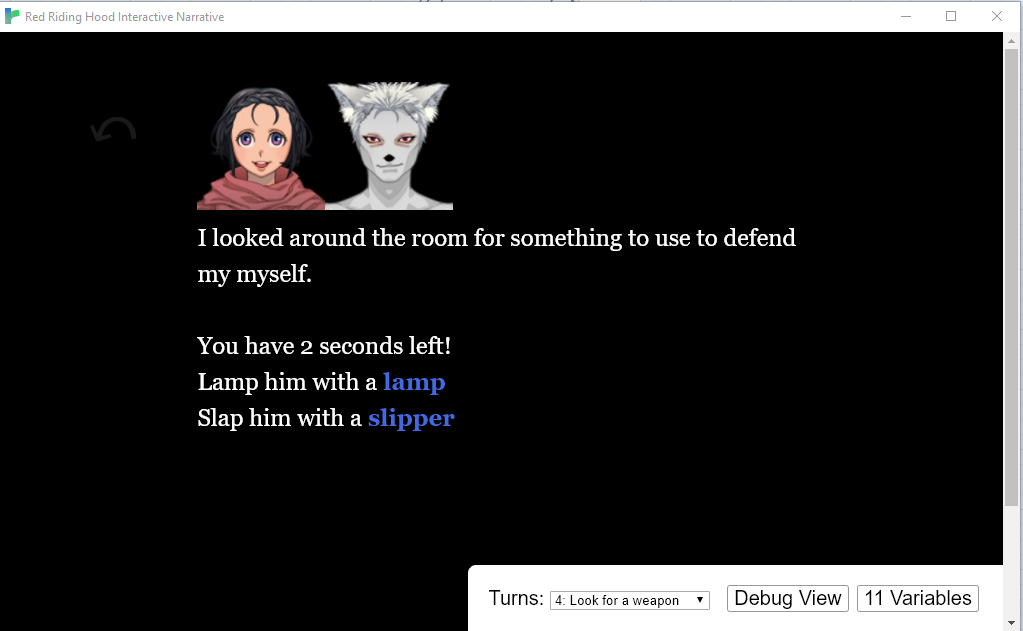 Red Riding Hood Interactive Narrative
I looked around the room for something to use to defend
my myself.
You have 2 seconds left!
Lamp him with a lamp
Slap him with a slipper
Turns: 4: Look for a weapon Debug View 11 Variables